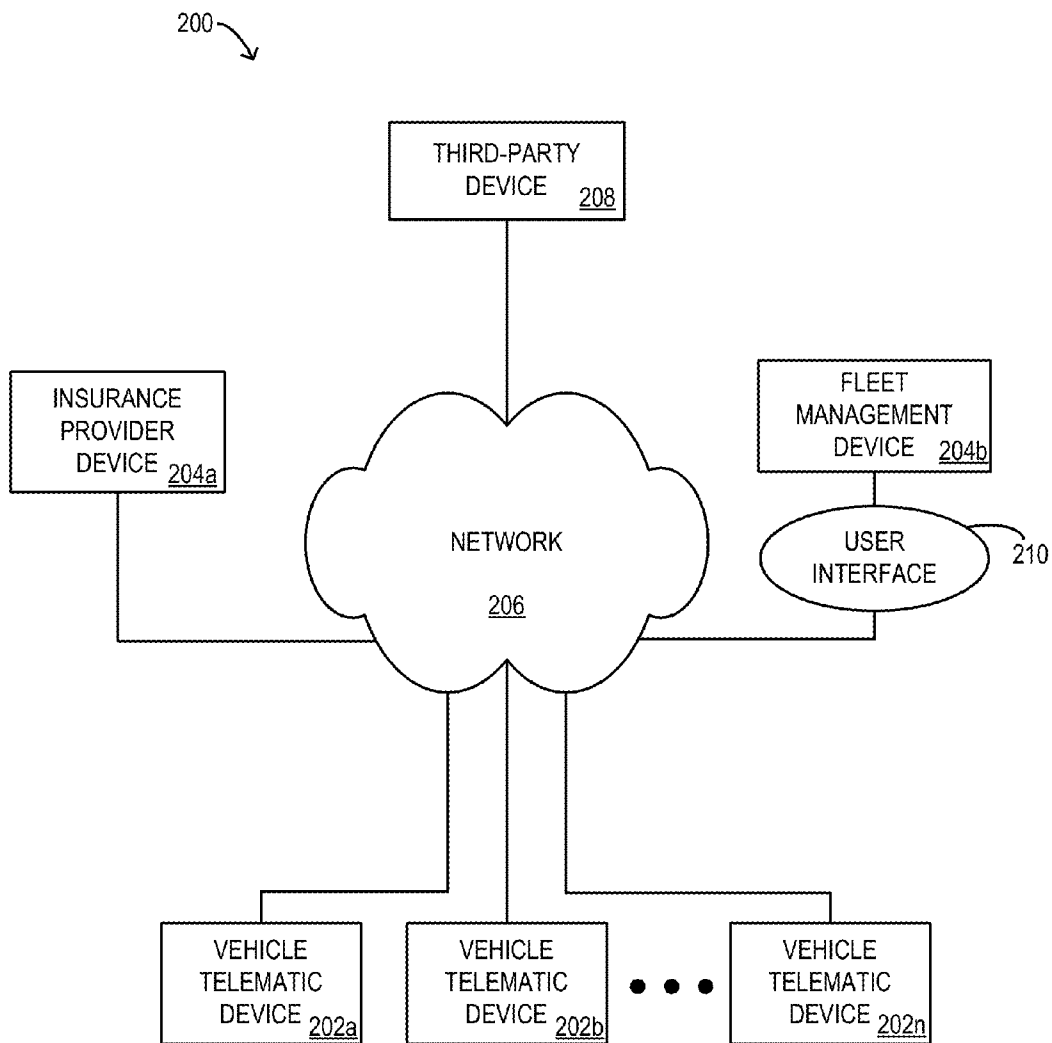 200
THIRD-PARTY
DEVICE
208
INSURANCE
PROVIDER
DEVICE
204a
FLEET
MANAGEMENT
DEVICE
204b
NETWORK
206
USER
INTERFACE
210
VEHICLE
TELEMATIC
DEVICE
202a
VEHICLE
TELEMATIC
DEVICE
202b
VEHICLE
TELEMATIC
DEVICE
202n